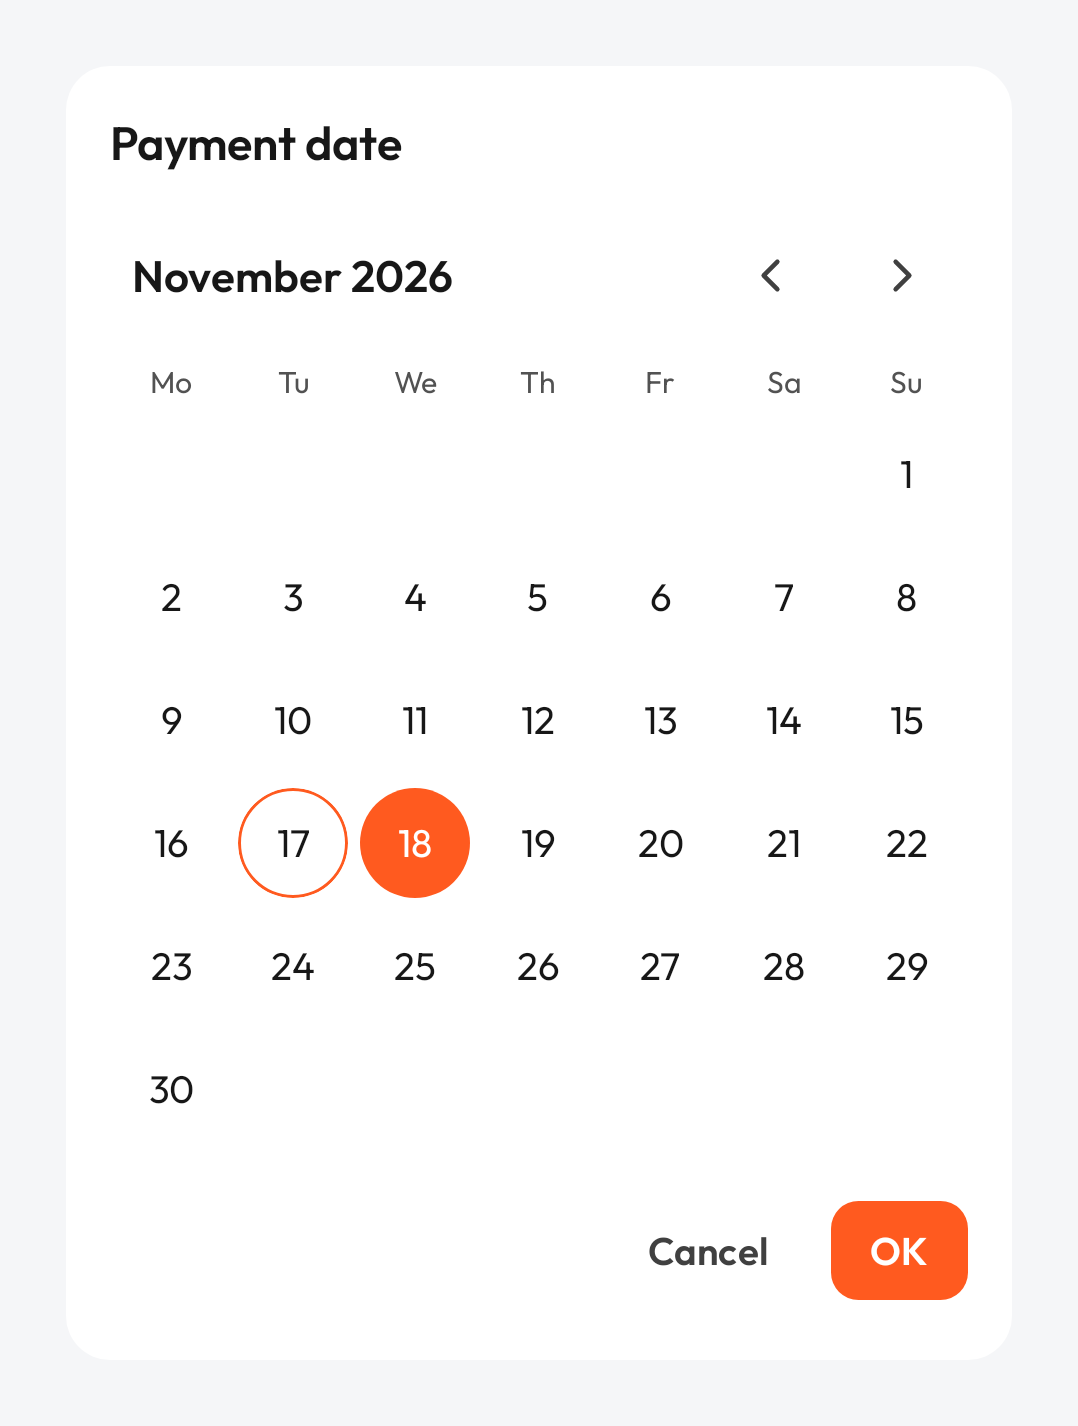 Payment date
November 2026
Mo Tu We Th Fr Sa Su
1
2 3 4 5 6 7 8
9 10 11 12 13 14 15
16 17 18 19 20 21 22
23 24 25 26 27 28 29
30
Cancel OK